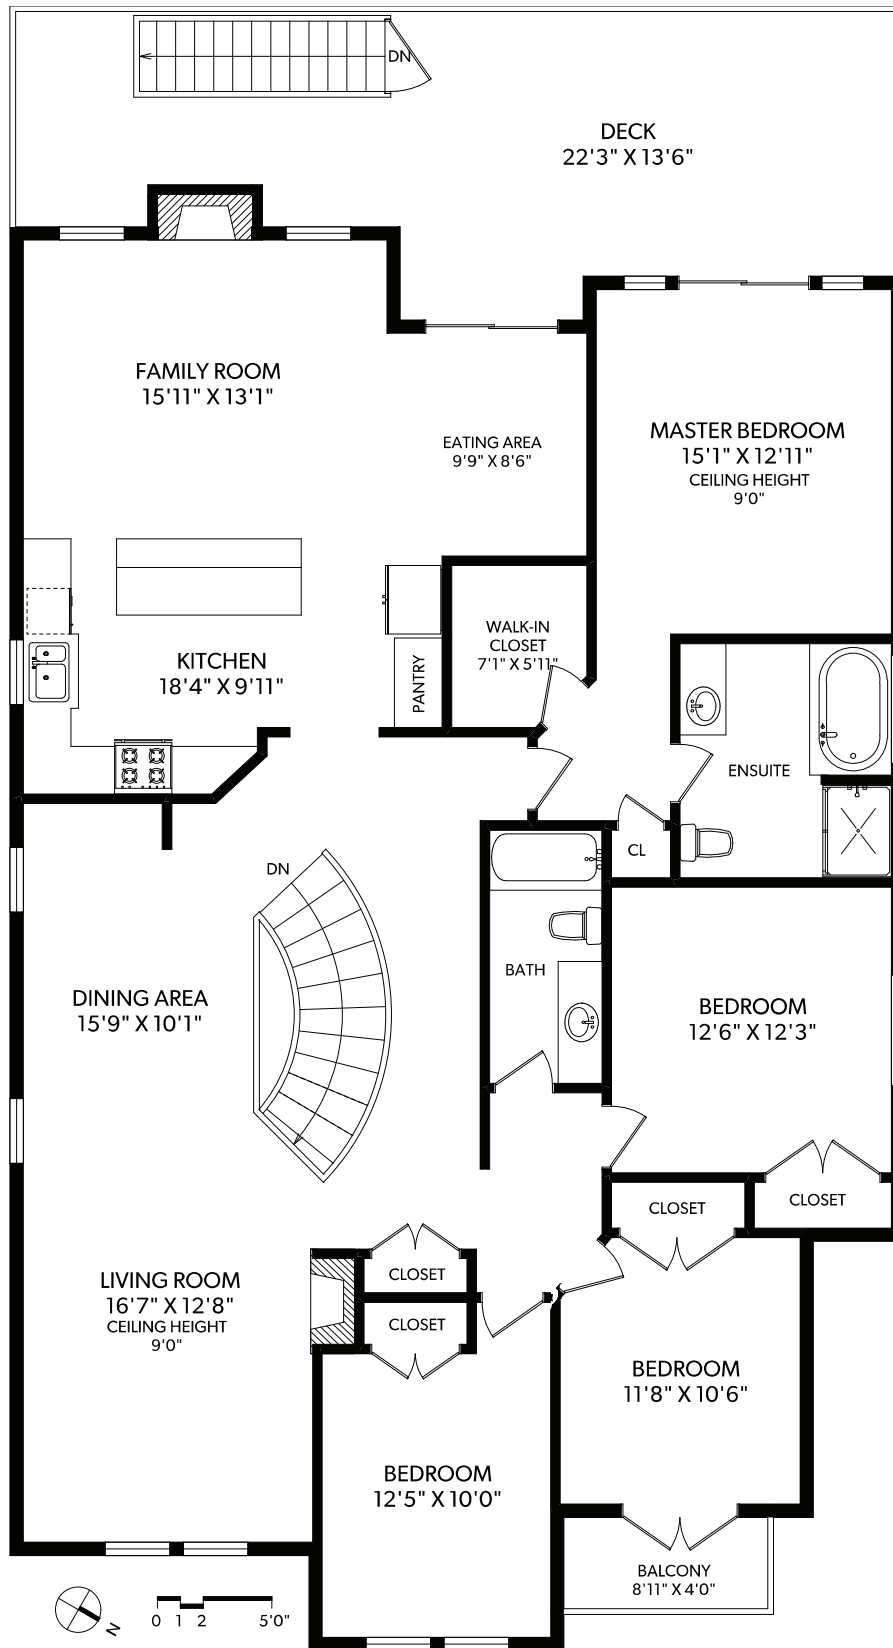 DN
DECK
22'3" X 13'6"
FAMILY ROOM
15'11" X 13'1"
EATING AREA
9'9" X 8'6"
MASTER BEDROOM
15'1" X 12'11"
CEILING HEIGHT
9'0"
WALK-IN
CLOSET
7'1" X 5'11"
KITCHEN
18'4" X 9'11"
PANTRY
ENSUITE
CL
DN
BATH
DINING AREA
15'9" X 10'1"
BEDROOM
12'6" X 12'3"
CLOSET
CLOSET
CLOSET
LIVING ROOM
16'7" X 12'8"
CEILING HEIGHT
9'0"
CLOSET
BEDROOM
11'8" X 10'6"
BEDROOM
12'5" X 10'0"
BALCONY
8'11" X 4'0"
N
0 1 2 5'0"